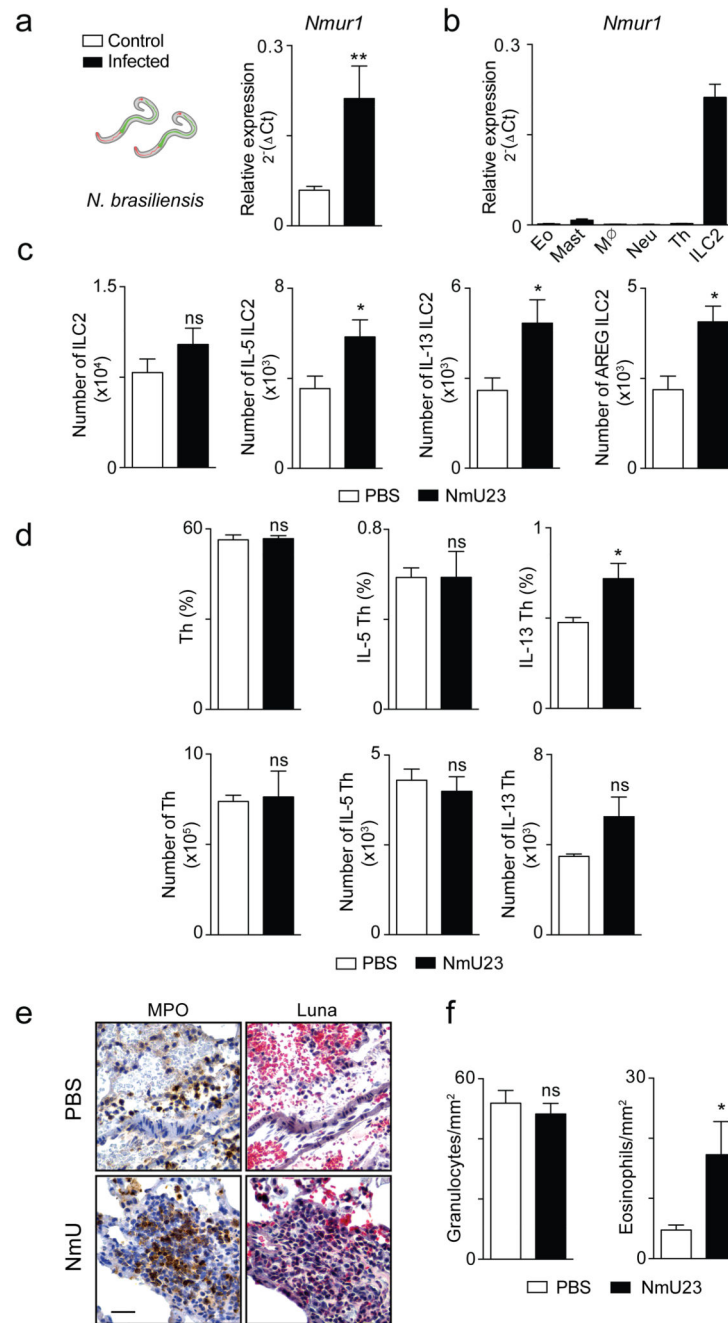 a
Control
Infected
N. brasiliensis
Nmur1
Relative expression
2^-(ΔCt)
0.3
0
**
b
Nmur1
Relative expression
2^-(ΔCt)
0.3
0
Eo
Mast
MØ
Neu
Th
ILC2
c
Number of ILC2
(x10⁴)
1.5
0
ns
Number of IL-5 ILC2
(x10³)
8
0
*
Number of IL-13 ILC2
(x10³)
6
0
*
Number of AREG ILC2
(x10³)
5
0
*
PBS NmU23
d
Th (%)
60
0
ns
IL-5 Th (%)
0.8
0
ns
IL-13 Th (%)
1
0
*
Number of Th
(x10⁵)
10
0
ns
Number of IL-5 Th
(x10³)
5
0
ns
Number of IL-13 Th
(x10³)
8
0
ns
PBS NmU23
e
MPO Luna
PBS
NmU
f
Granulocytes/mm²
60
0
ns
Eosinophils/mm²
30
0
*
PBS NmU23